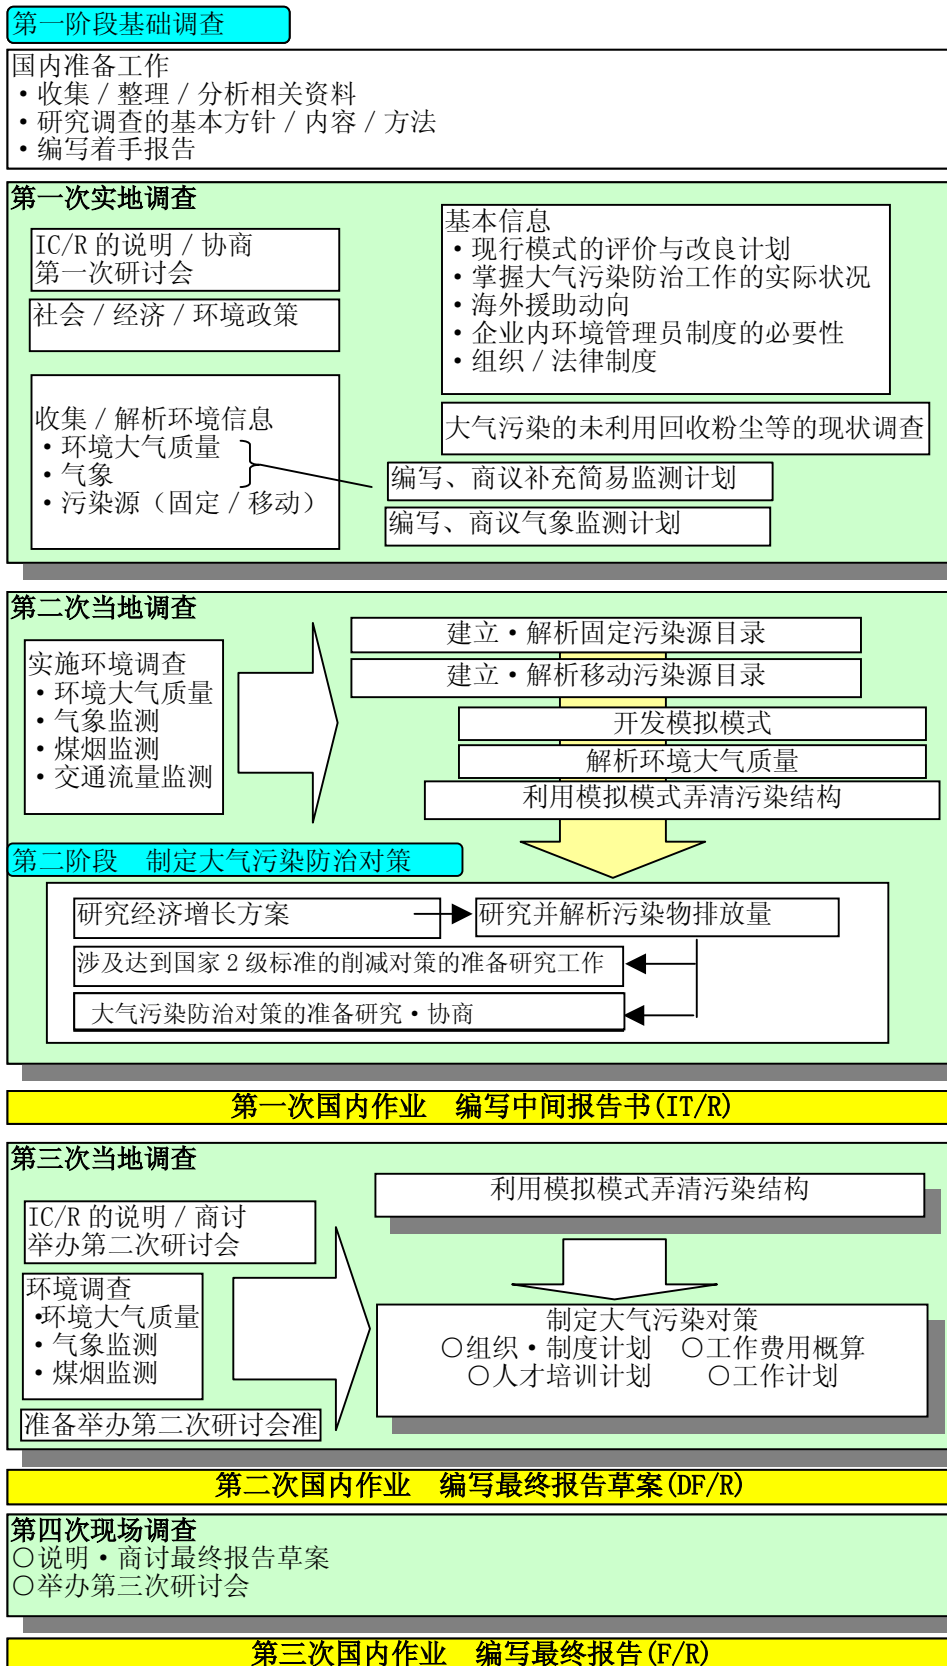 第一阶段基础调查
国内准备工作
・收集/整理/分析相关资料
・研究调查的基本方针/内容/方法
・编写着手报告
第一次实地调查
IC/R 的说明/协商
第一次研讨会
社会/经济/环境政策
收集/解析环境信息
・环境大气质量
・气象
・污染源（固定/移动）
基本信息
・现行模式的评价与改良计划
・掌握大气污染防治工作的实际状况
・海外援助动向
・企业内环境管理员制度的必要性
・组织/法律制度
大气污染的未利用回收粉尘等的现状调查
编写、商议补充简易监测计划
编写、商议气象监测计划
第二次当地调查
实施环境调查
・环境大气质量
・气象监测
・煤烟监测
・交通流量监测
建立・解析固定污染源目录
建立・解析移动污染源目录
开发模拟模式
解析环境大气质量
利用模拟模式弄清污染结构
第二阶段　制定大气污染防治对策
研究经济增长方案
研究并解析污染物排放量
涉及达到国家 2 级标准的削减对策的准备研究工作
大气污染防治对策的准备研究・协商
第一次国内作业　编写中间报告书(IT/R)
第三次当地调查
IC/R 的说明/商讨
举办第二次研讨会
环境调查
・环境大气质量
・气象监测
・煤烟监测
准备举办第二次研讨会准
利用模拟模式弄清污染结构
制定大气污染对策
○组织・制度计划　○工作费用概算
○人才培训计划　○工作计划
第二次国内作业　编写最终报告草案(DF/R)
第四次现场调查
○说明・商讨最终报告草案
○举办第三次研讨会
第三次国内作业　编写最终报告(F/R)